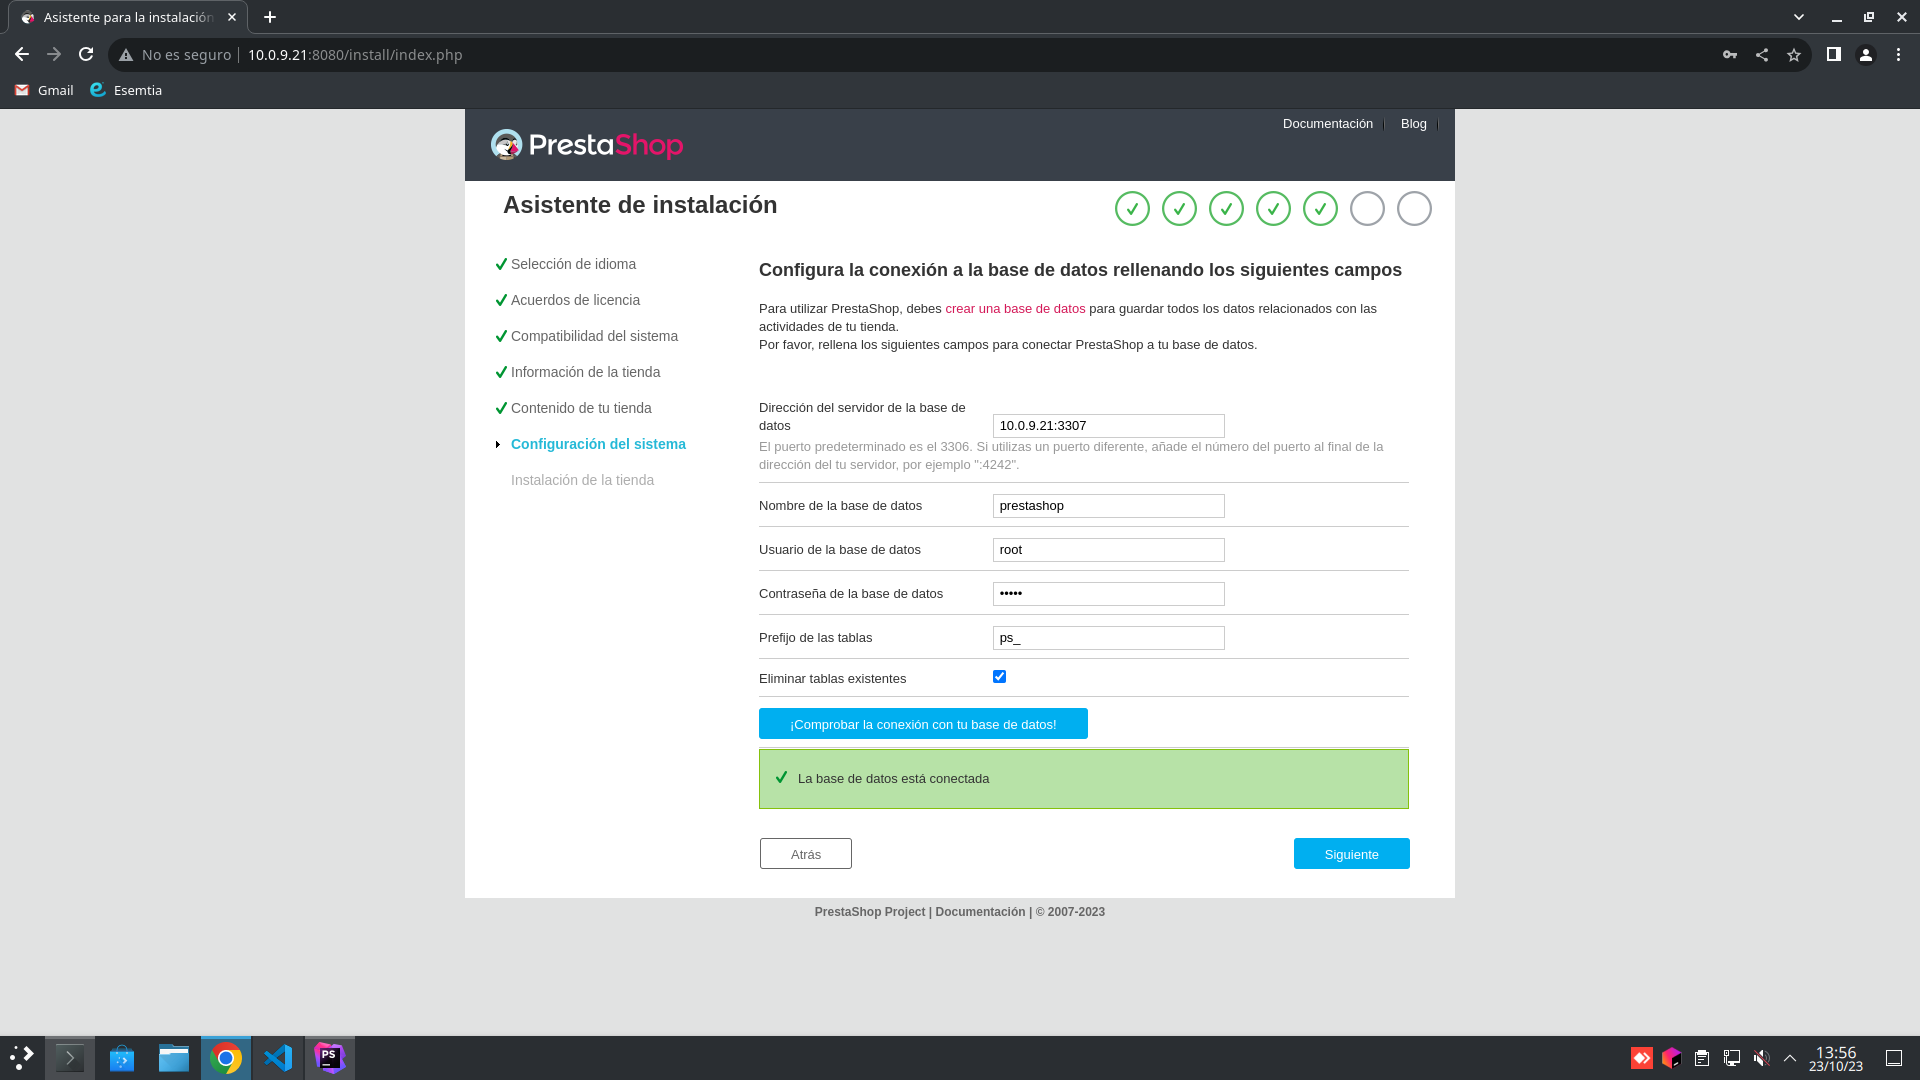 Asistente para la instalación
No es seguro
10.0.9.21:8080/install/index.php
Gmail
Esemtia
Documentación
Blog
PrestaShop
Asistente de instalación
Selección de idioma
Acuerdos de licencia
Compatibilidad del sistema
Información de la tienda
Contenido de tu tienda
Configuración del sistema
Instalación de la tienda
Configura la conexión a la base de datos rellenando los siguientes campos
Para utilizar PrestaShop, debes crear una base de datos para guardar todos los datos relacionados con las
actividades de tu tienda.
Por favor, rellena los siguientes campos para conectar PrestaShop a tu base de datos.
Dirección del servidor de la base de
datos
10.0.9.21:3307
El puerto predeterminado es el 3306. Si utilizas un puerto diferente, añade el número del puerto al final de la
dirección del tu servidor, por ejemplo ":4242".
Nombre de la base de datos
prestashop
Usuario de la base de datos
root
Contraseña de la base de datos
•••••
Prefijo de las tablas
ps_
Eliminar tablas existentes
¡Comprobar la conexión con tu base de datos!
La base de datos está conectada
Atrás
Siguiente
PrestaShop Project | Documentación | © 2007-2023
PS
13:56
23/10/23